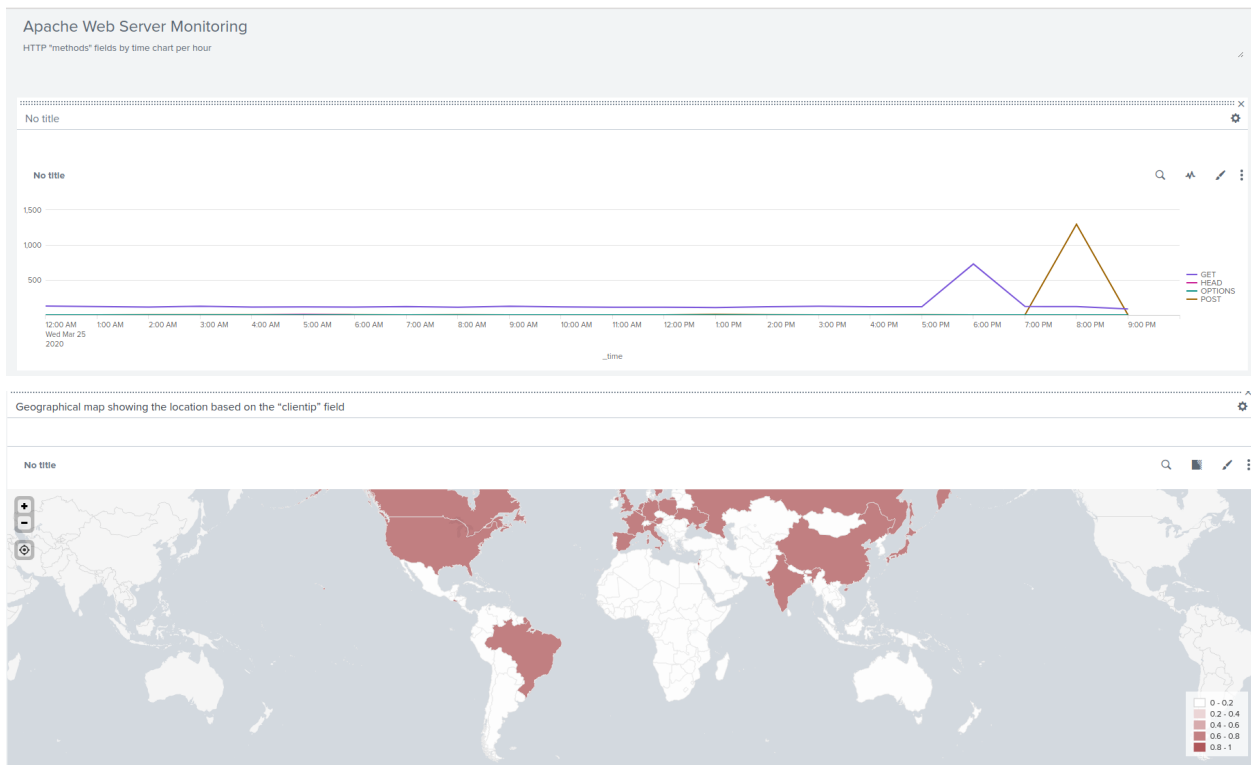 Apache Web Server Monitoring
HTTP "methods" fields by time chart per hour
No title
No title
1,500
1,000
500
GET
HEAD
OPTIONS
POST
12:00 AM 1:00 AM 2:00 AM 3:00 AM 4:00 AM 5:00 AM 6:00 AM 7:00 AM 8:00 AM 9:00 AM 10:00 AM 11:00 AM 12:00 PM 1:00 PM 2:00 PM 3:00 PM 4:00 PM 5:00 PM 6:00 PM 7:00 PM 8:00 PM 9:00 PM
Wed Mar 25
2020
_time
Geographical map showing the location based on the “clientip” field
No title
+
−
0 - 0.2
0.2 - 0.4
0.4 - 0.6
0.6 - 0.8
0.8 - 1